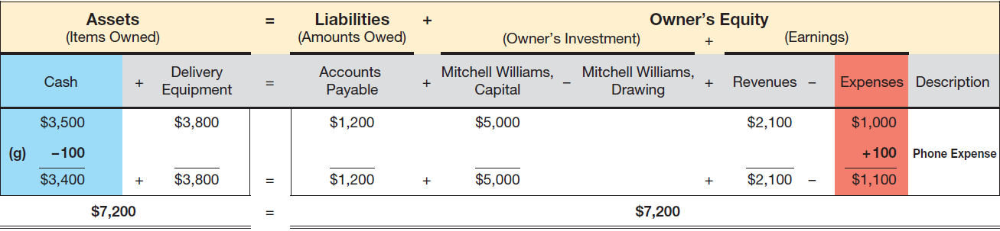 Assets = Liabilities + Owner's Equity
(Items Owned) (Amounts Owed) (Owner's Investment) + (Earnings)
Cash + Delivery Equipment = Accounts Payable + Mitchell Williams, Capital – Mitchell Williams, Drawing + Revenues – Expenses Description
$3,500 $3,800 $1,200 $5,000 $2,100 $1,000
(g) –100 = +100 Phone Expense
$3,400 + $3,800 = $1,200 + $5,000 + $2,100 – $1,100
$7,200 = $7,200